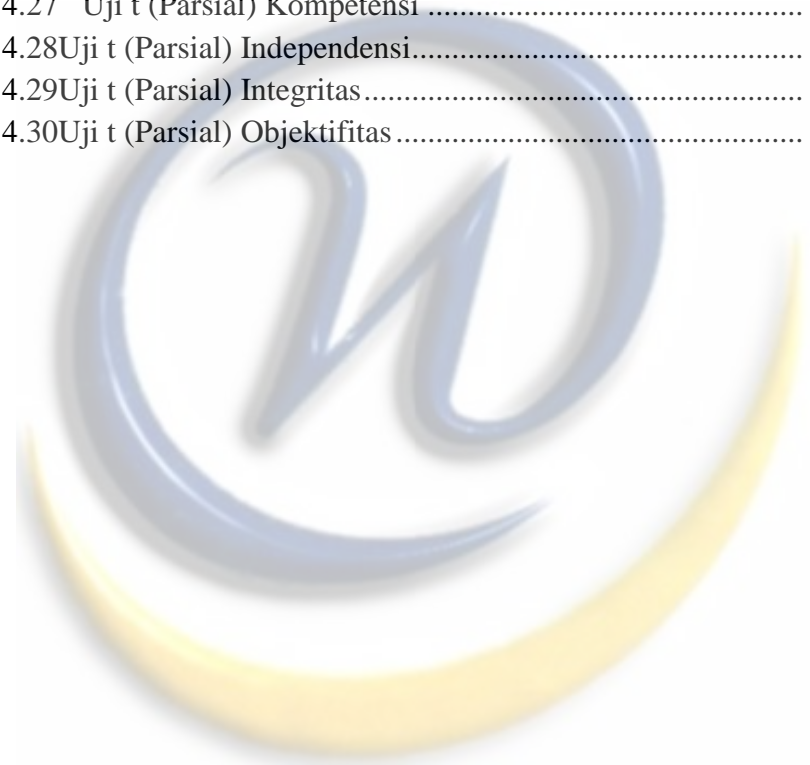 4.27 Uji t (Parsial) Kompetensi ..........................................
4.28Uji t (Parsial) Independensi............................................
4.29Uji t (Parsial) Integritas..................................................
4.30Uji t (Parsial) Objektifitas..............................................